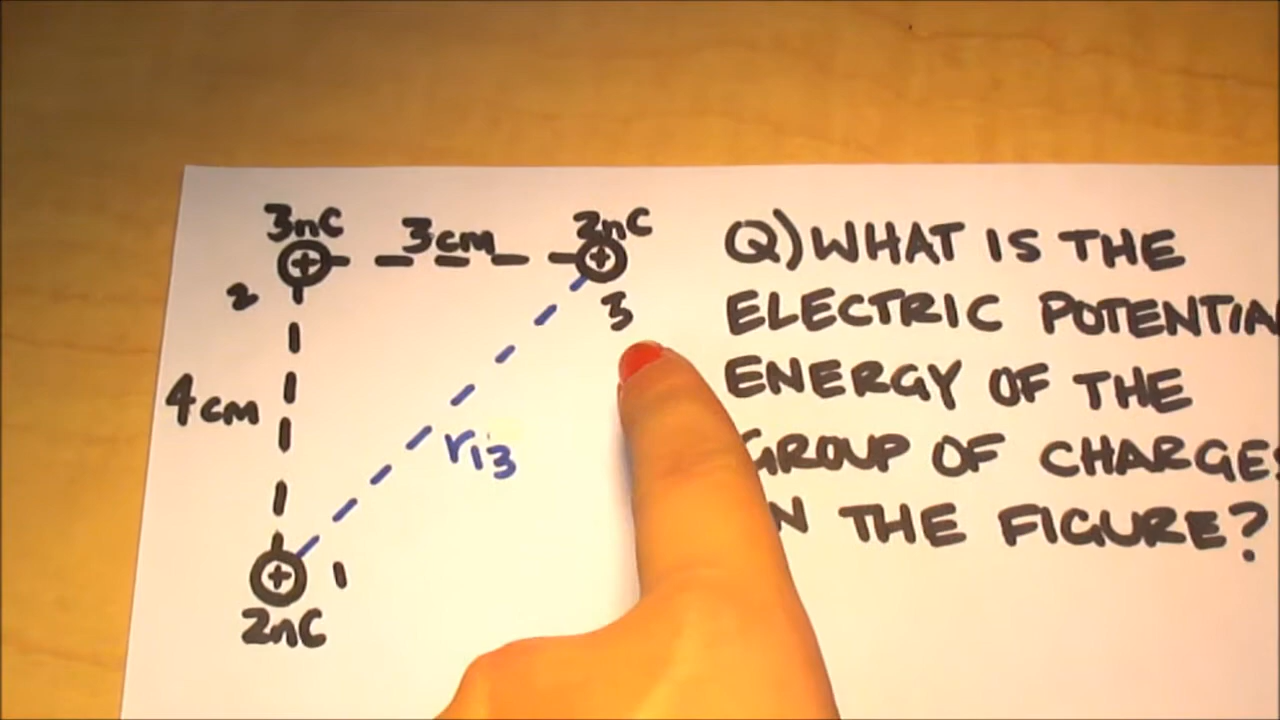 3nC
3cm
2nC
2
3
4cm
r13
1
2nC
Q) WHAT IS THE
ELECTRIC POTENTIA
ENERGY OF THE
GROUP OF CHARGES
N THE FIGURE?